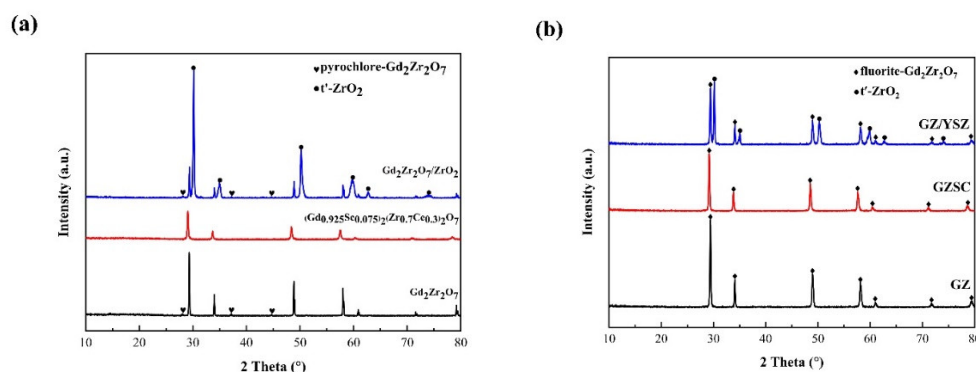 (a)
♥pyrochlore-Gd₂Zr₂O₇
●t'-ZrO₂
Gd₂Zr₂O₇/ZrO₂
(Gd₀.₉₂₅Sc₀.₀₇₅)₂(Zr₀.₇Ce₀.₃)₂O₇
Gd₂Zr₂O₇
Intensity (a.u.)
10 20 30 40 50 60 70 80
2 Theta (°)
(b)
♦fluorite-Gd₂Zr₂O₇
●t'-ZrO₂
GZ/YSZ
GZSC
GZ
Intensity (a.u.)
10 20 30 40 50 60 70 80
2 Theta (°)